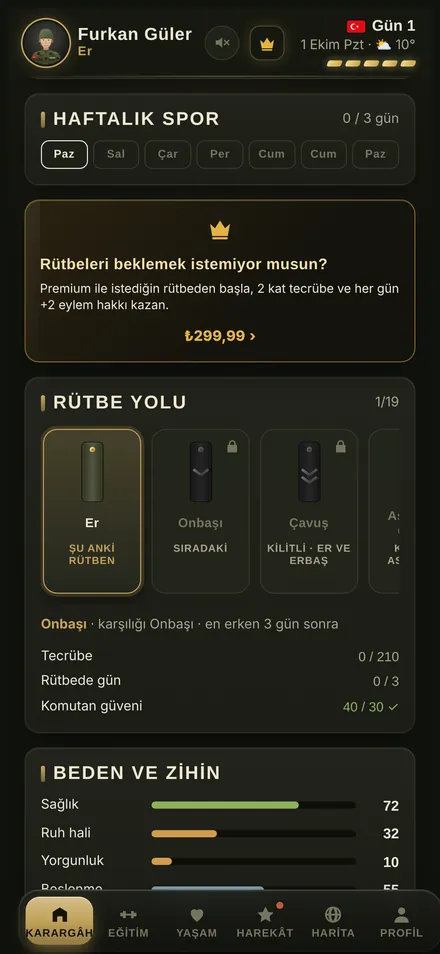 Furkan Güler
Er
Gün 1
1 Ekim Pzt · 10°
HAFTALIK SPOR
0 / 3 gün
Paz Sal Çar Per Cum Cum Paz
Rütbeleri beklemek istemiyor musun?
Premium ile istediğin rütbeden başla, 2 kat tecrübe ve her gün
+2 eylem hakkı kazan.
₺299,99 ›
RÜTBE YOLU
1/19
Er
ŞU ANKİ
RÜTBEN
Onbaşı
SIRADAKİ
Çavuş
KİLİTLİ · ER VE
ERBAŞ
Onbaşı · karşılığı Onbaşı · en erken 3 gün sonra
Tecrübe 0 / 210
Rütbede gün 0 / 3
Komutan güveni 40 / 30 ✓
BEDEN VE ZİHİN
Sağlık 72
Ruh hali 32
Yorgunluk 10
Beslenme 55
KARARGÂH EĞİTİM YAŞAM HAREKÂT HARİTA PROFİL